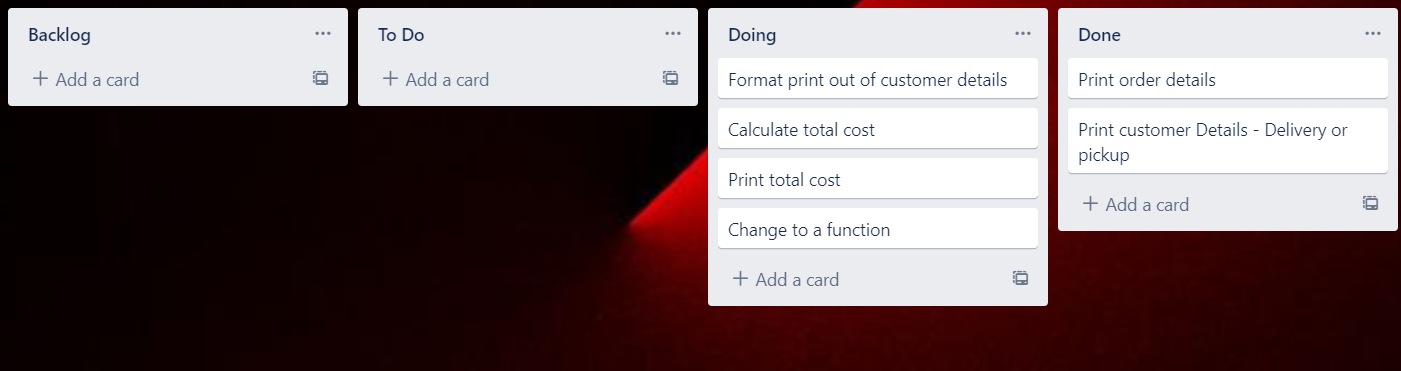 Backlog
Add a card
To Do
Add a card
Doing
Format print out of customer details
Calculate total cost
Print total cost
Change to a function
Add a card
Done
Print order details
Print customer Details - Delivery or
pickup
Add a card